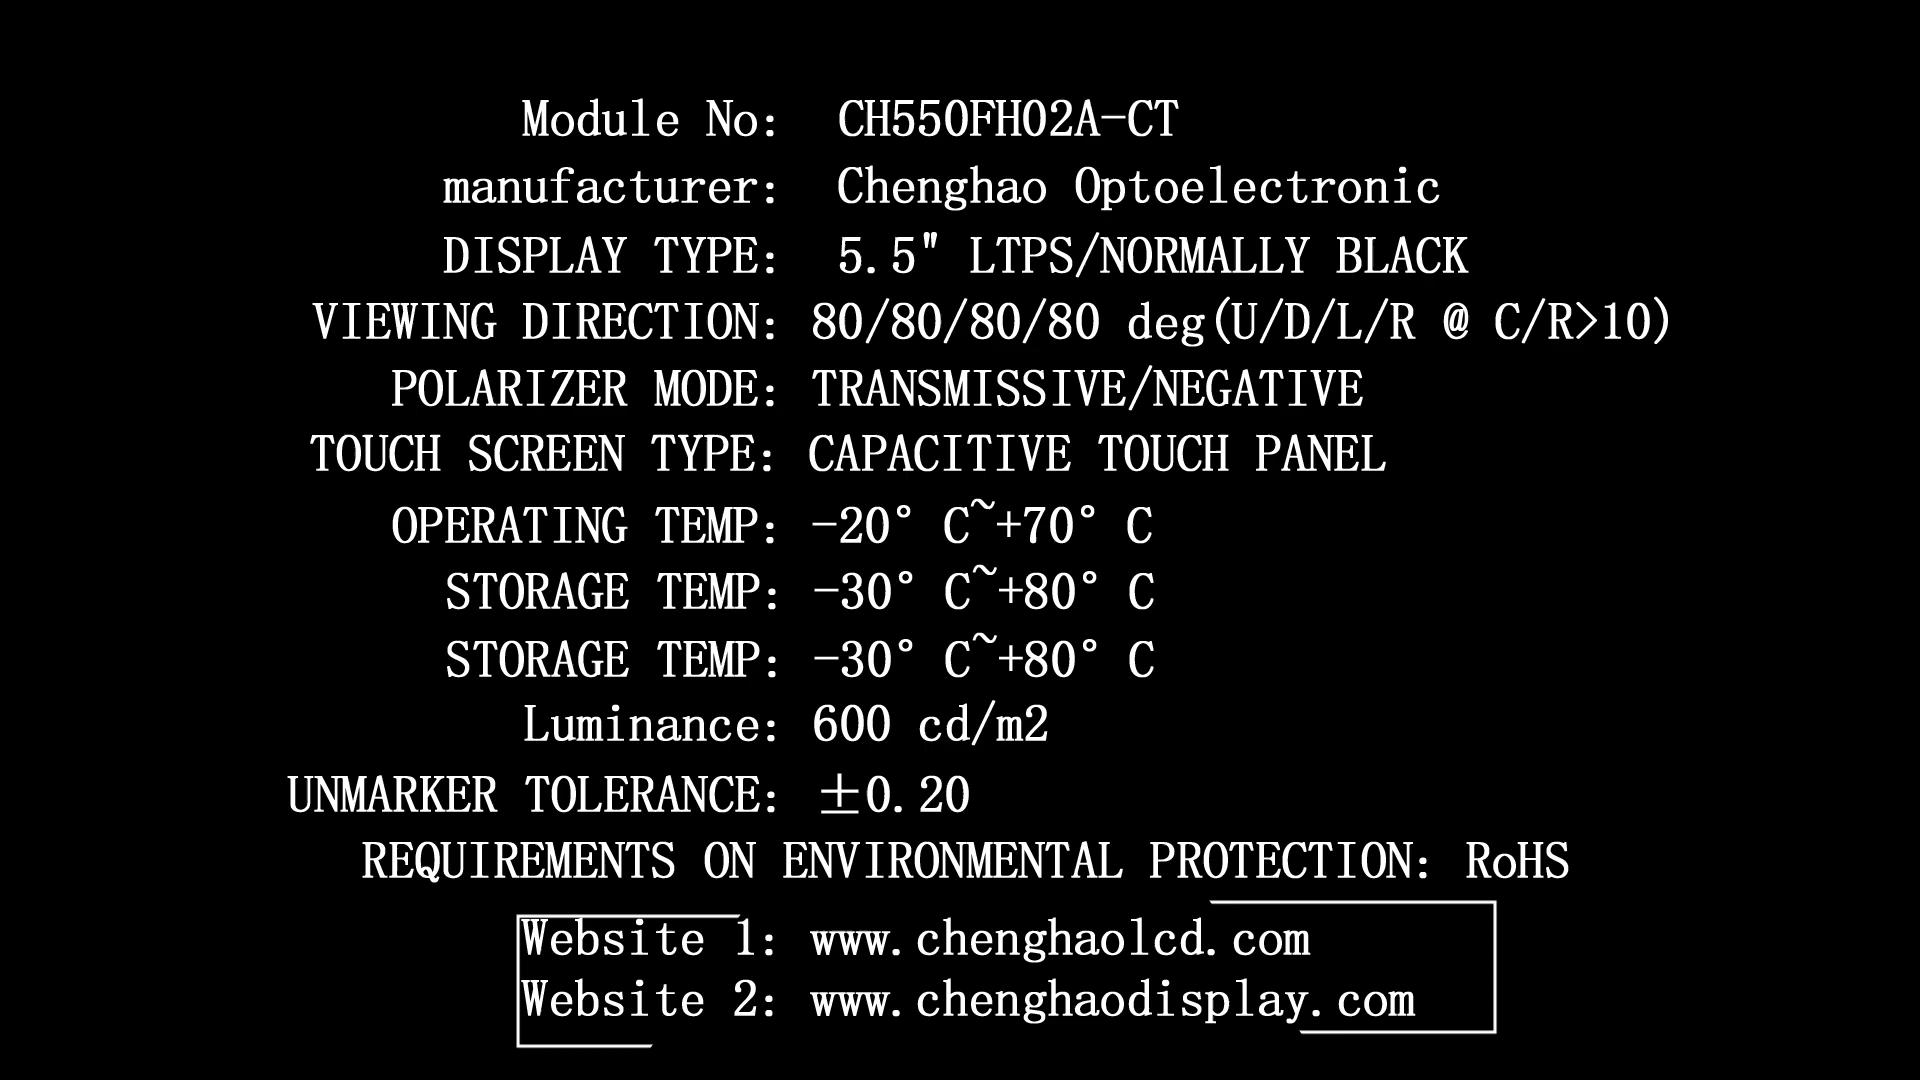 Module No: CH550FH02A-CT
manufacturer: Chenghao Optoelectronic
DISPLAY TYPE: 5.5" LTPS/NORMALLY BLACK
VIEWING DIRECTION: 80/80/80/80 deg(U/D/L/R @ C/R>10)
POLARIZER MODE: TRANSMISSIVE/NEGATIVE
TOUCH SCREEN TYPE: CAPACITIVE TOUCH PANEL
OPERATING TEMP: -20° C~+70° C
STORAGE TEMP: -30° C~+80° C
STORAGE TEMP: -30° C~+80° C
Luminance: 600 cd/m2
UNMARKER TOLERANCE: ±0.20
REQUIREMENTS ON ENVIRONMENTAL PROTECTION: RoHS
Website 1: www.chenghaolcd.com
Website 2: www.chenghaodisplay.com